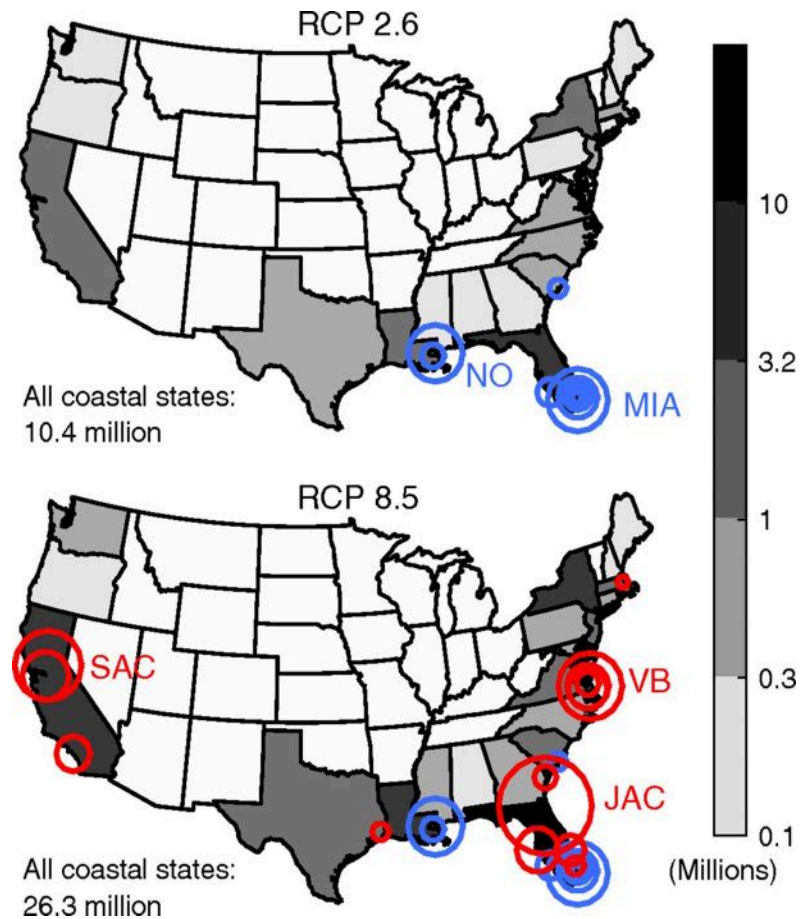 RCP 2.6
NO
MIA
All coastal states:
10.4 million
RCP 8.5
SAC
VB
JAC
All coastal states:
26.3 million
10
3.2
1
0.3
0.1
(Millions)